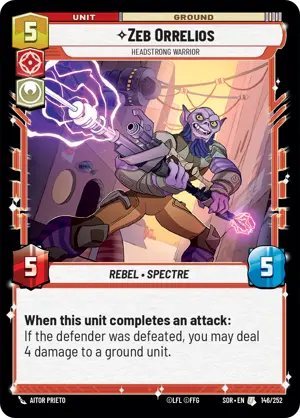 UNIT
GROUND
5
✧ZEB ORRELIOS
HEADSTRONG WARRIOR
5
REBEL • SPECTRE
5
When this unit completes an attack:
If the defender was defeated, you may deal
4 damage to a ground unit.
AITOR PRIETO
©LFL ©FFG
SOR • EN
146/252